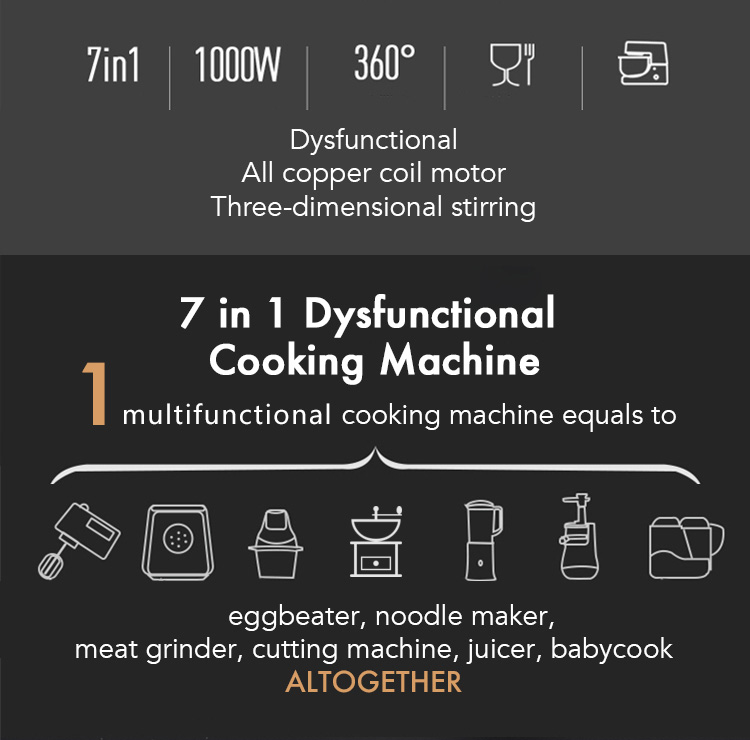 7in1 1000W 360°
Dysfunctional
All copper coil motor
Three-dimensional stirring
7 in 1 Dysfunctional
Cooking Machine
1 multifunctional cooking machine equals to
eggbeater, noodle maker,
meat grinder, cutting machine, juicer, babycook
ALTOGETHER